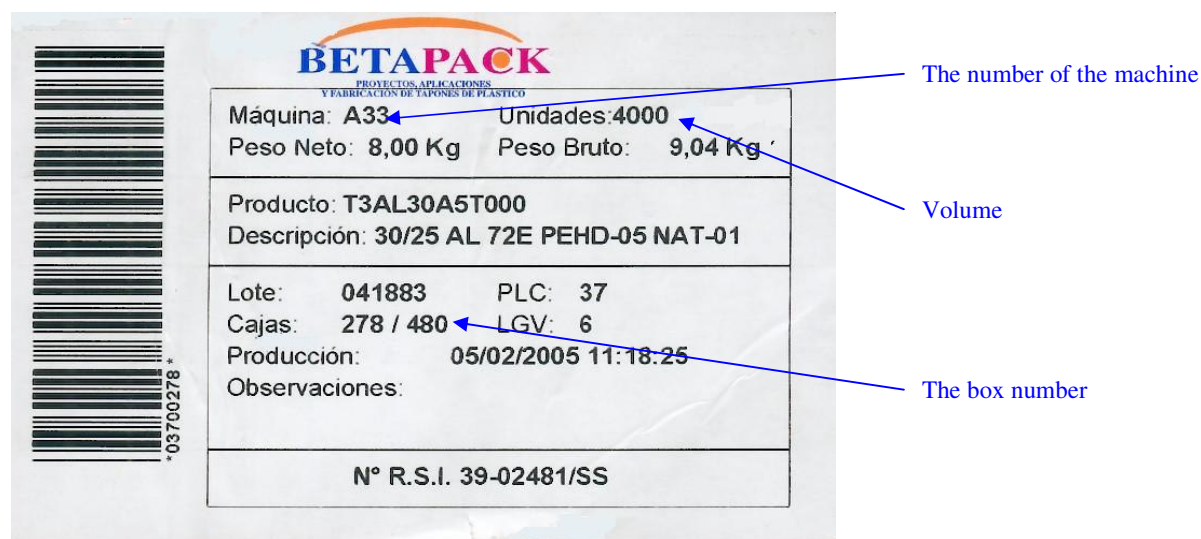 BETAPACK
PROYECTOS, APLICACIONES
Y FABRICACIÓN DE TAPONES DE PLÁSTICO
Máquina: A33 Unidades:4000
Peso Neto: 8,00 Kg Peso Bruto: 9,04 Kg
Producto: T3AL30A5T000
Descripción: 30/25 AL 72E PEHD-05 NAT-01
Lote: 041883 PLC: 37
Cajas: 278 / 480 LGV: 6
Producción: 05/02/2005 11:18:25
Observaciones:
N° R.S.I. 39-02481/SS
*03700278*
The number of the machine
Volume
The box number